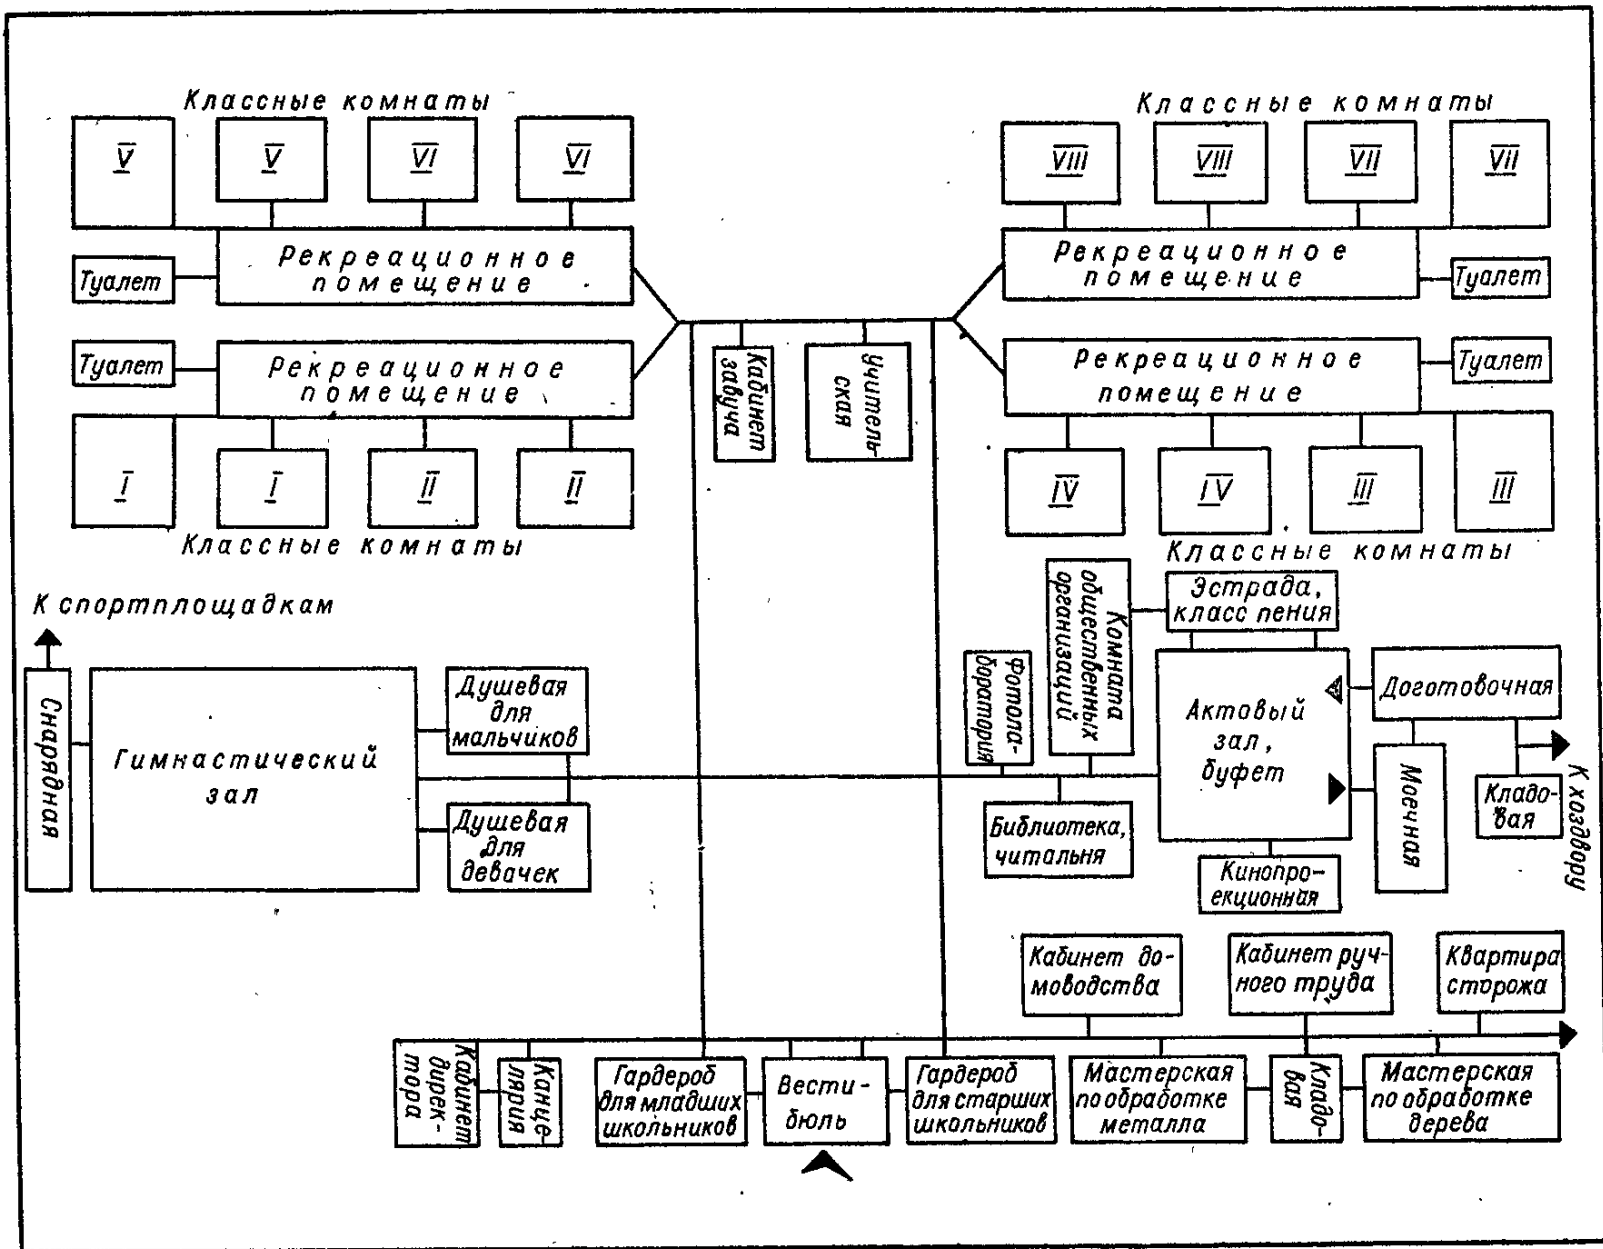 Классные комнаты
V
V
VI
VI
Рекреационное
помещение
Туалет
Туалет
Рекреационное
помещение
I
I
II
II
Классные комнаты
Классные комнаты
VIII
VIII
VII
VII
Рекреационное
помещение
Туалет
Рекреационное
помещение
Туалет
IV
IV
III
III
Классные комнаты
Кабинет
завуча
Учитель-
ская
К спортплощадкам
Снарядная
Гимнастический
зал
Душевая
для
мальчиков
Душевая
для
девачек
Фотола-
боратория
Комната
общественных
организаций
Эстрада,
класс пения
Актовый
зал,
буфет
Доготовочная
Моечная
Кладо-
вая
К хоздвору
Библиотека,
читальня
Кинопро-
екционная
Кабинет до-
моводства
Кабинет руч-
ного труда
Квартира
сторожа
Кабинет
дирек-
тора
Канце-
лярия
Гардероб
для младших
школьников
Вести-
бюль
Гардероб
для старших
школьников
Мастерская
по обработке
металла
Кладо-
вая
Мастерская
по обработке
дерева